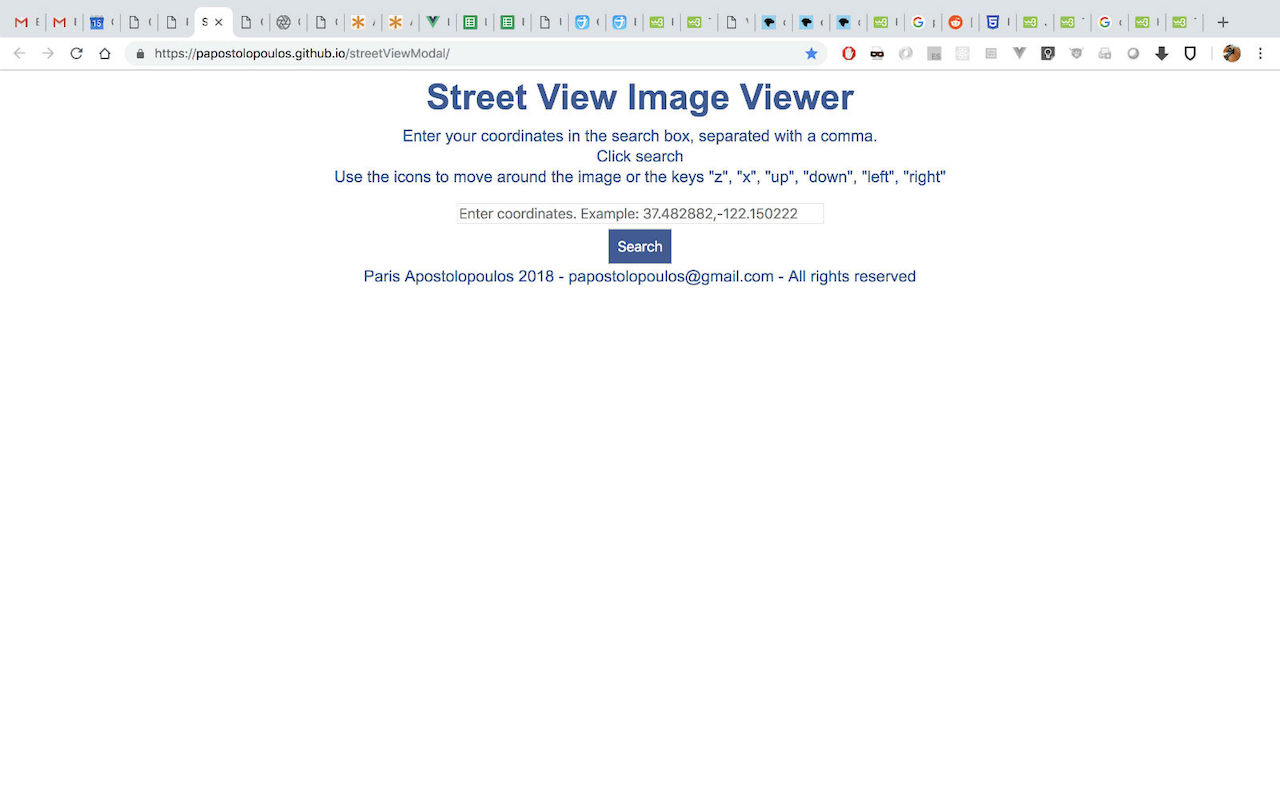 https://papostolopoulos.github.io/streetViewModal/
Street View Image Viewer
Enter your coordinates in the search box, separated with a comma.
Click search
Use the icons to move around the image or the keys "z", "x", "up", "down", "left", "right"
Enter coordinates. Example: 37.482882,-122.150222
Search
Paris Apostolopoulos 2018 - papostolopoulos@gmail.com - All rights reserved